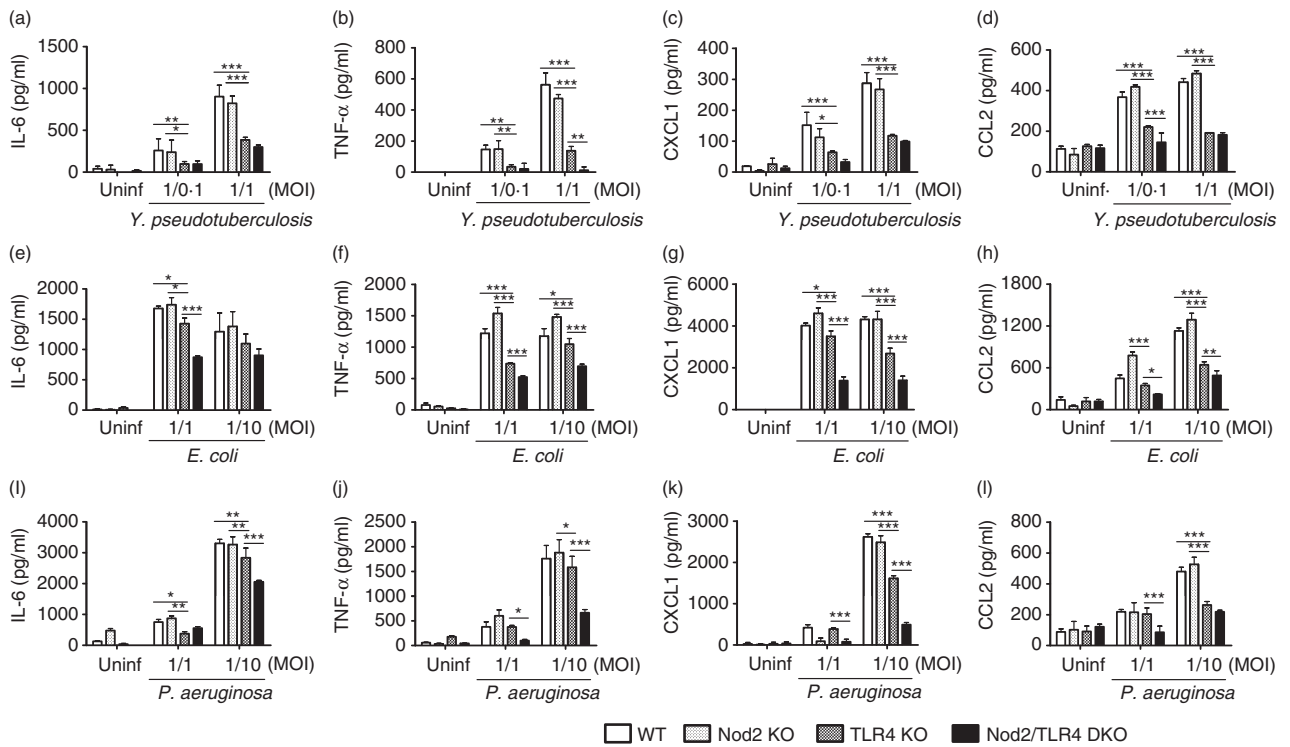 (a) (b) (c) (d)
IL-6 (pg/ml)
1500
1000
500
0
** *
*** ***
Uninf 1/0·1 1/1 (MOI)
Y. pseudotuberculosis
TNF-α (pg/ml)
800
600
400
200
0
** **
*** *** **
Uninf 1/0·1 1/1 (MOI)
Y. pseudotuberculosis
CXCL1 (pg/ml)
400
300
200
100
0
*** *
*** ***
Uninf 1/0·1 1/1 (MOI)
Y. pseudotuberculosis
CCL2 (pg/ml)
600
400
200
0
*** *** ***
*** ***
Uninf· 1/0·1 1/1 (MOI)
Y. pseudotuberculosis
(e) (f) (g) (h)
IL-6 (pg/ml)
2000
1500
1000
500
0
* * ***
Uninf 1/1 1/10 (MOI)
E. coli
TNF-α (pg/ml)
2000
1500
1000
500
0
*** *** ***
* *** ***
Uninf 1/1 1/10 (MOI)
E. coli
CXCL1 (pg/ml)
6000
4000
2000
0
* *** ***
*** *** ***
Uninf 1/1 1/10 (MOI)
E. coli
CCL2 (pg/ml)
1800
1200
600
0
*** *
*** *** **
Uninf 1/1 1/10 (MOI)
E. coli
(I) (j) (k) (l)
IL-6 (pg/ml)
4000
3000
2000
1000
0
* **
** ** ***
Uninf 1/1 1/10 (MOI)
P. aeruginosa
TNF-α (pg/ml)
2500
2000
1500
1000
500
0
*
* ***
Uninf 1/1 1/10 (MOI)
P. aeruginosa
CXCL1 (pg/ml)
3000
2000
1000
0
***
*** *** ***
Uninf 1/1 1/10 (MOI)
P. aeruginosa
CCL2 (pg/ml)
800
600
400
200
0
***
*** ***
Uninf 1/1 1/10 (MOI)
P. aeruginosa
WT Nod2 KO TLR4 KO Nod2/TLR4 DKO